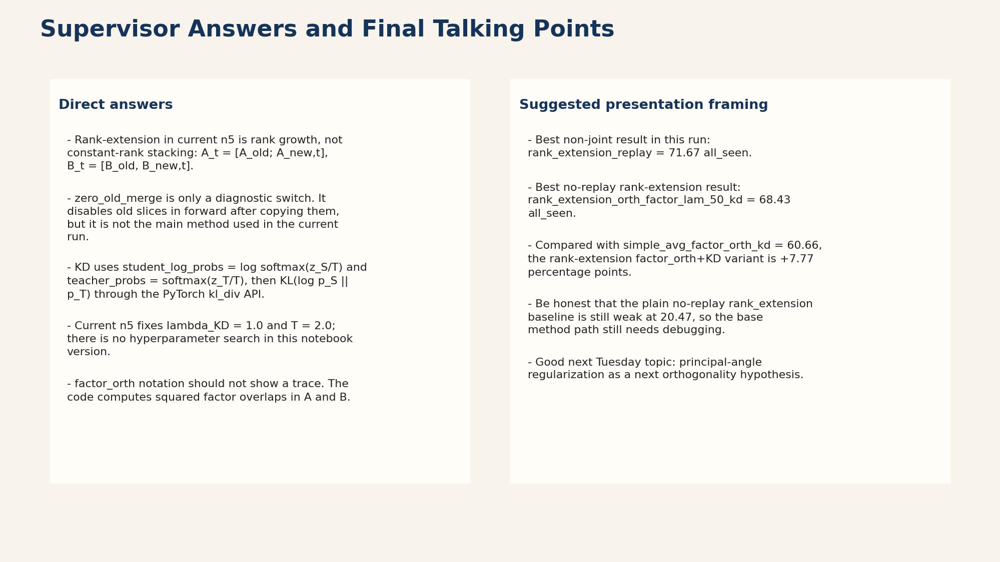 Supervisor Answers and Final Talking Points
Direct answers
- Rank-extension in current n5 is rank growth, not
constant-rank stacking: A_t = [A_old; A_new,t],
B_t = [B_old, B_new,t].
- zero_old_merge is only a diagnostic switch. It
disables old slices in forward after copying them,
but it is not the main method used in the current
run.
- KD uses student_log_probs = log softmax(z_S/T) and
teacher_probs = softmax(z_T/T), then KL(log p_S ||
p_T) through the PyTorch kl_div API.
- Current n5 fixes lambda_KD = 1.0 and T = 2.0;
there is no hyperparameter search in this notebook
version.
- factor_orth notation should not show a trace. The
code computes squared factor overlaps in A and B.
Suggested presentation framing
- Best non-joint result in this run:
rank_extension_replay = 71.67 all_seen.
- Best no-replay rank-extension result:
rank_extension_orth_factor_lam_50_kd = 68.43
all_seen.
- Compared with simple_avg_factor_orth_kd = 60.66,
the rank-extension factor_orth+KD variant is +7.77
percentage points.
- Be honest that the plain no-replay rank_extension
baseline is still weak at 20.47, so the base
method path still needs debugging.
- Good next Tuesday topic: principal-angle
regularization as a next orthogonality hypothesis.